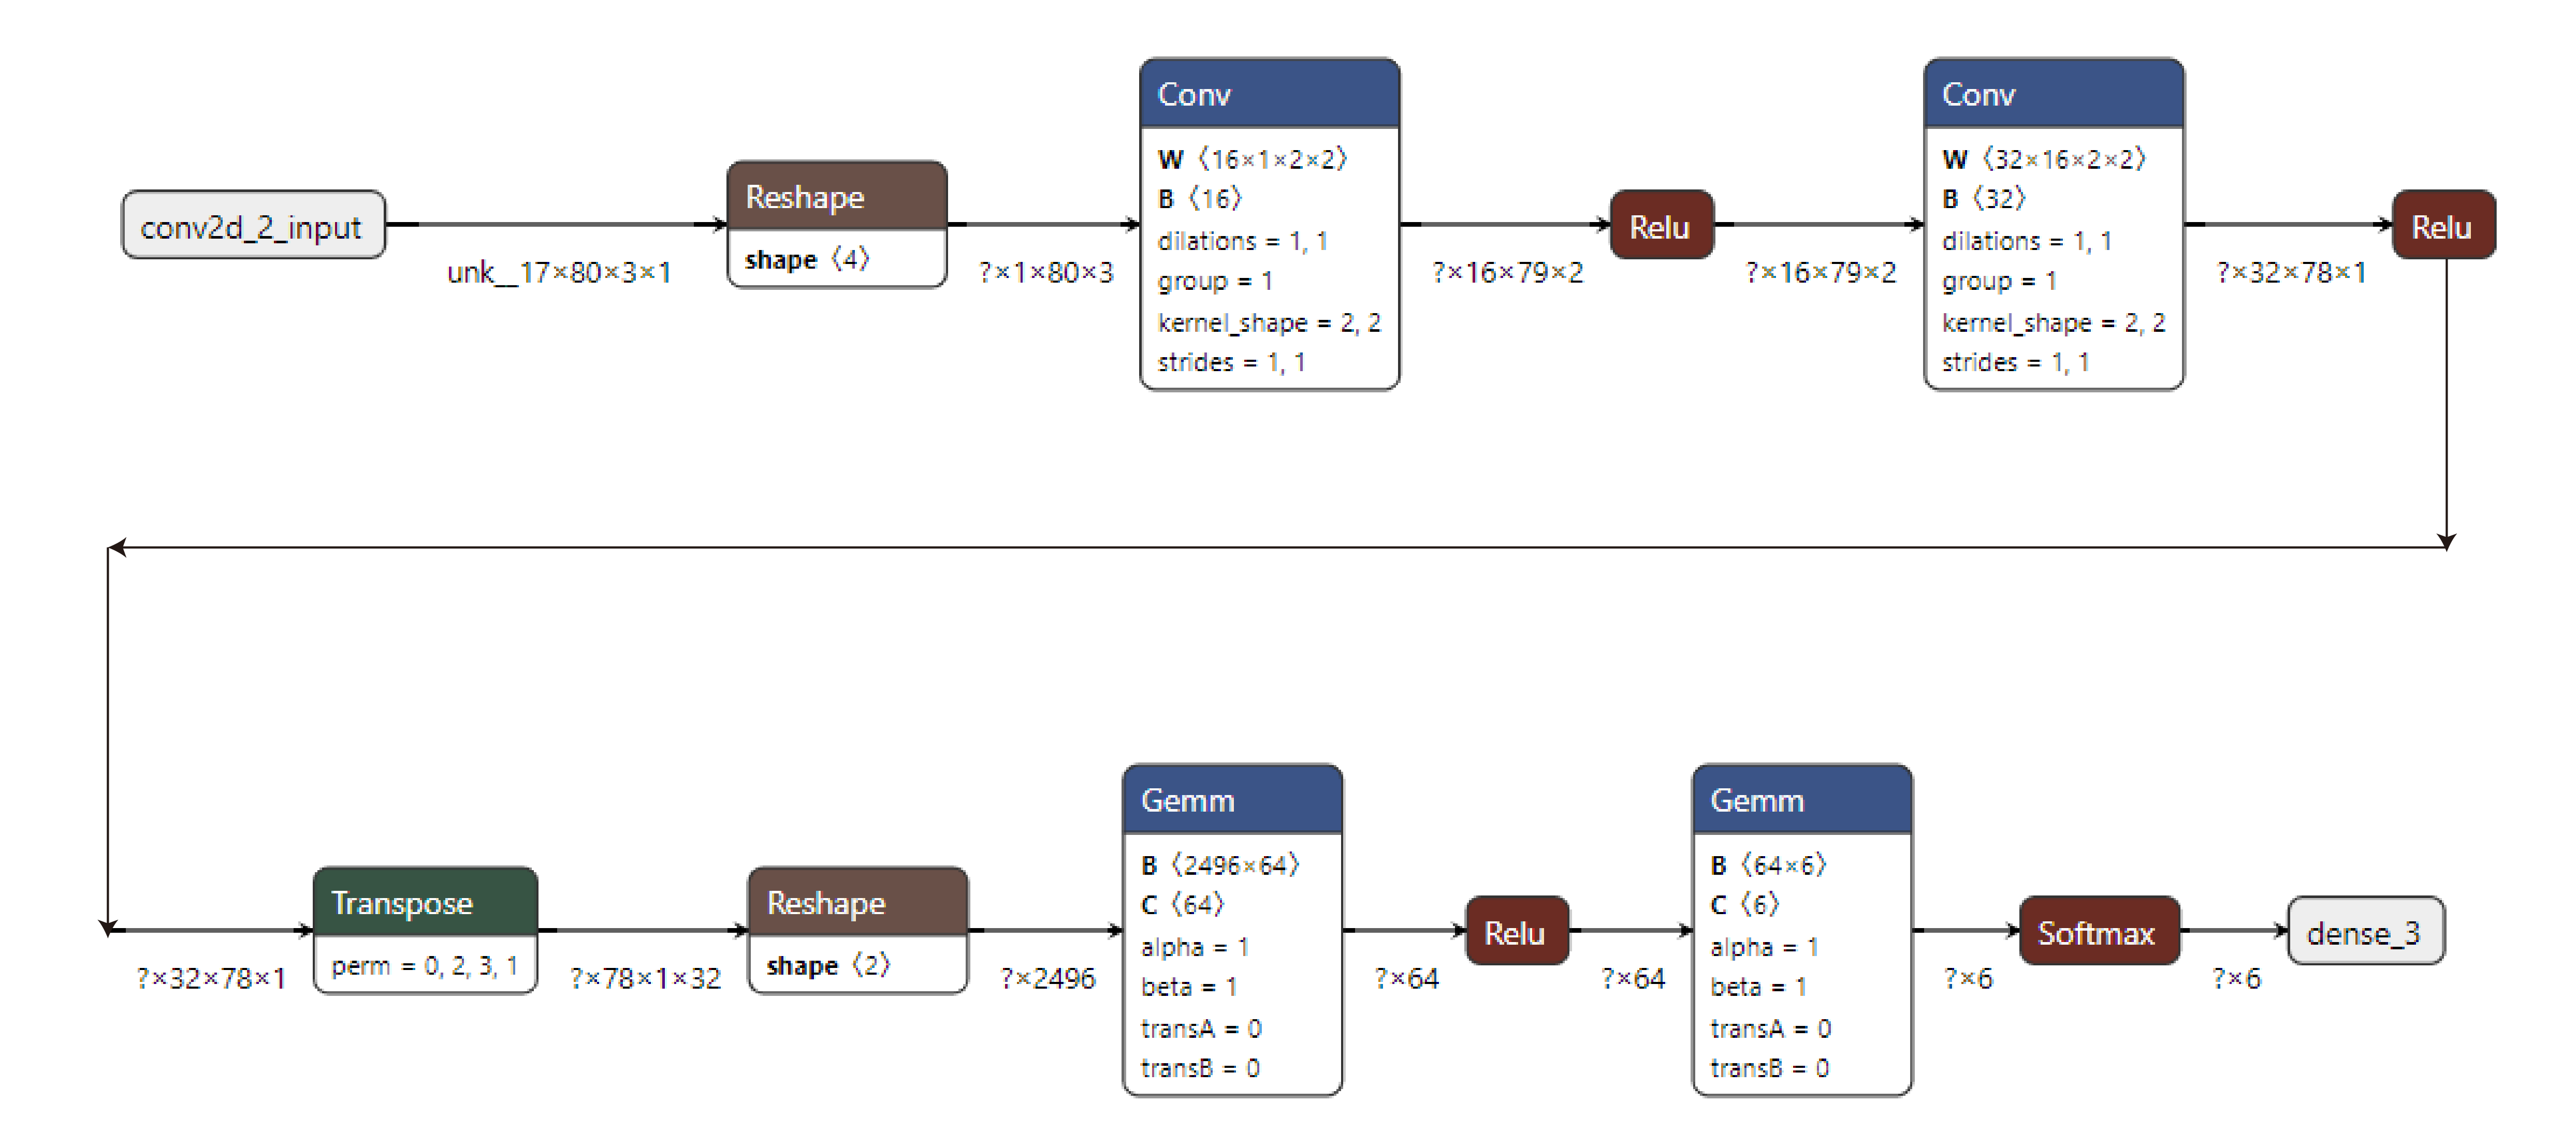 conv2d_2_input
unk__17×80×3×1
Reshape
shape ⟨4⟩
?×1×80×3
Conv
W ⟨16×1×2×2⟩
B ⟨16⟩
dilations = 1, 1
group = 1
kernel_shape = 2, 2
strides = 1, 1
?×16×79×2
Relu
?×16×79×2
Conv
W ⟨32×16×2×2⟩
B ⟨32⟩
dilations = 1, 1
group = 1
kernel_shape = 2, 2
strides = 1, 1
?×32×78×1
Relu
?×32×78×1
Transpose
perm = 0, 2, 3, 1
?×78×1×32
Reshape
shape ⟨2⟩
?×2496
Gemm
B ⟨2496×64⟩
C ⟨64⟩
alpha = 1
beta = 1
transA = 0
transB = 0
?×64
Relu
?×64
Gemm
B ⟨64×6⟩
C ⟨6⟩
alpha = 1
beta = 1
transA = 0
transB = 0
?×6
Softmax
?×6
dense_3